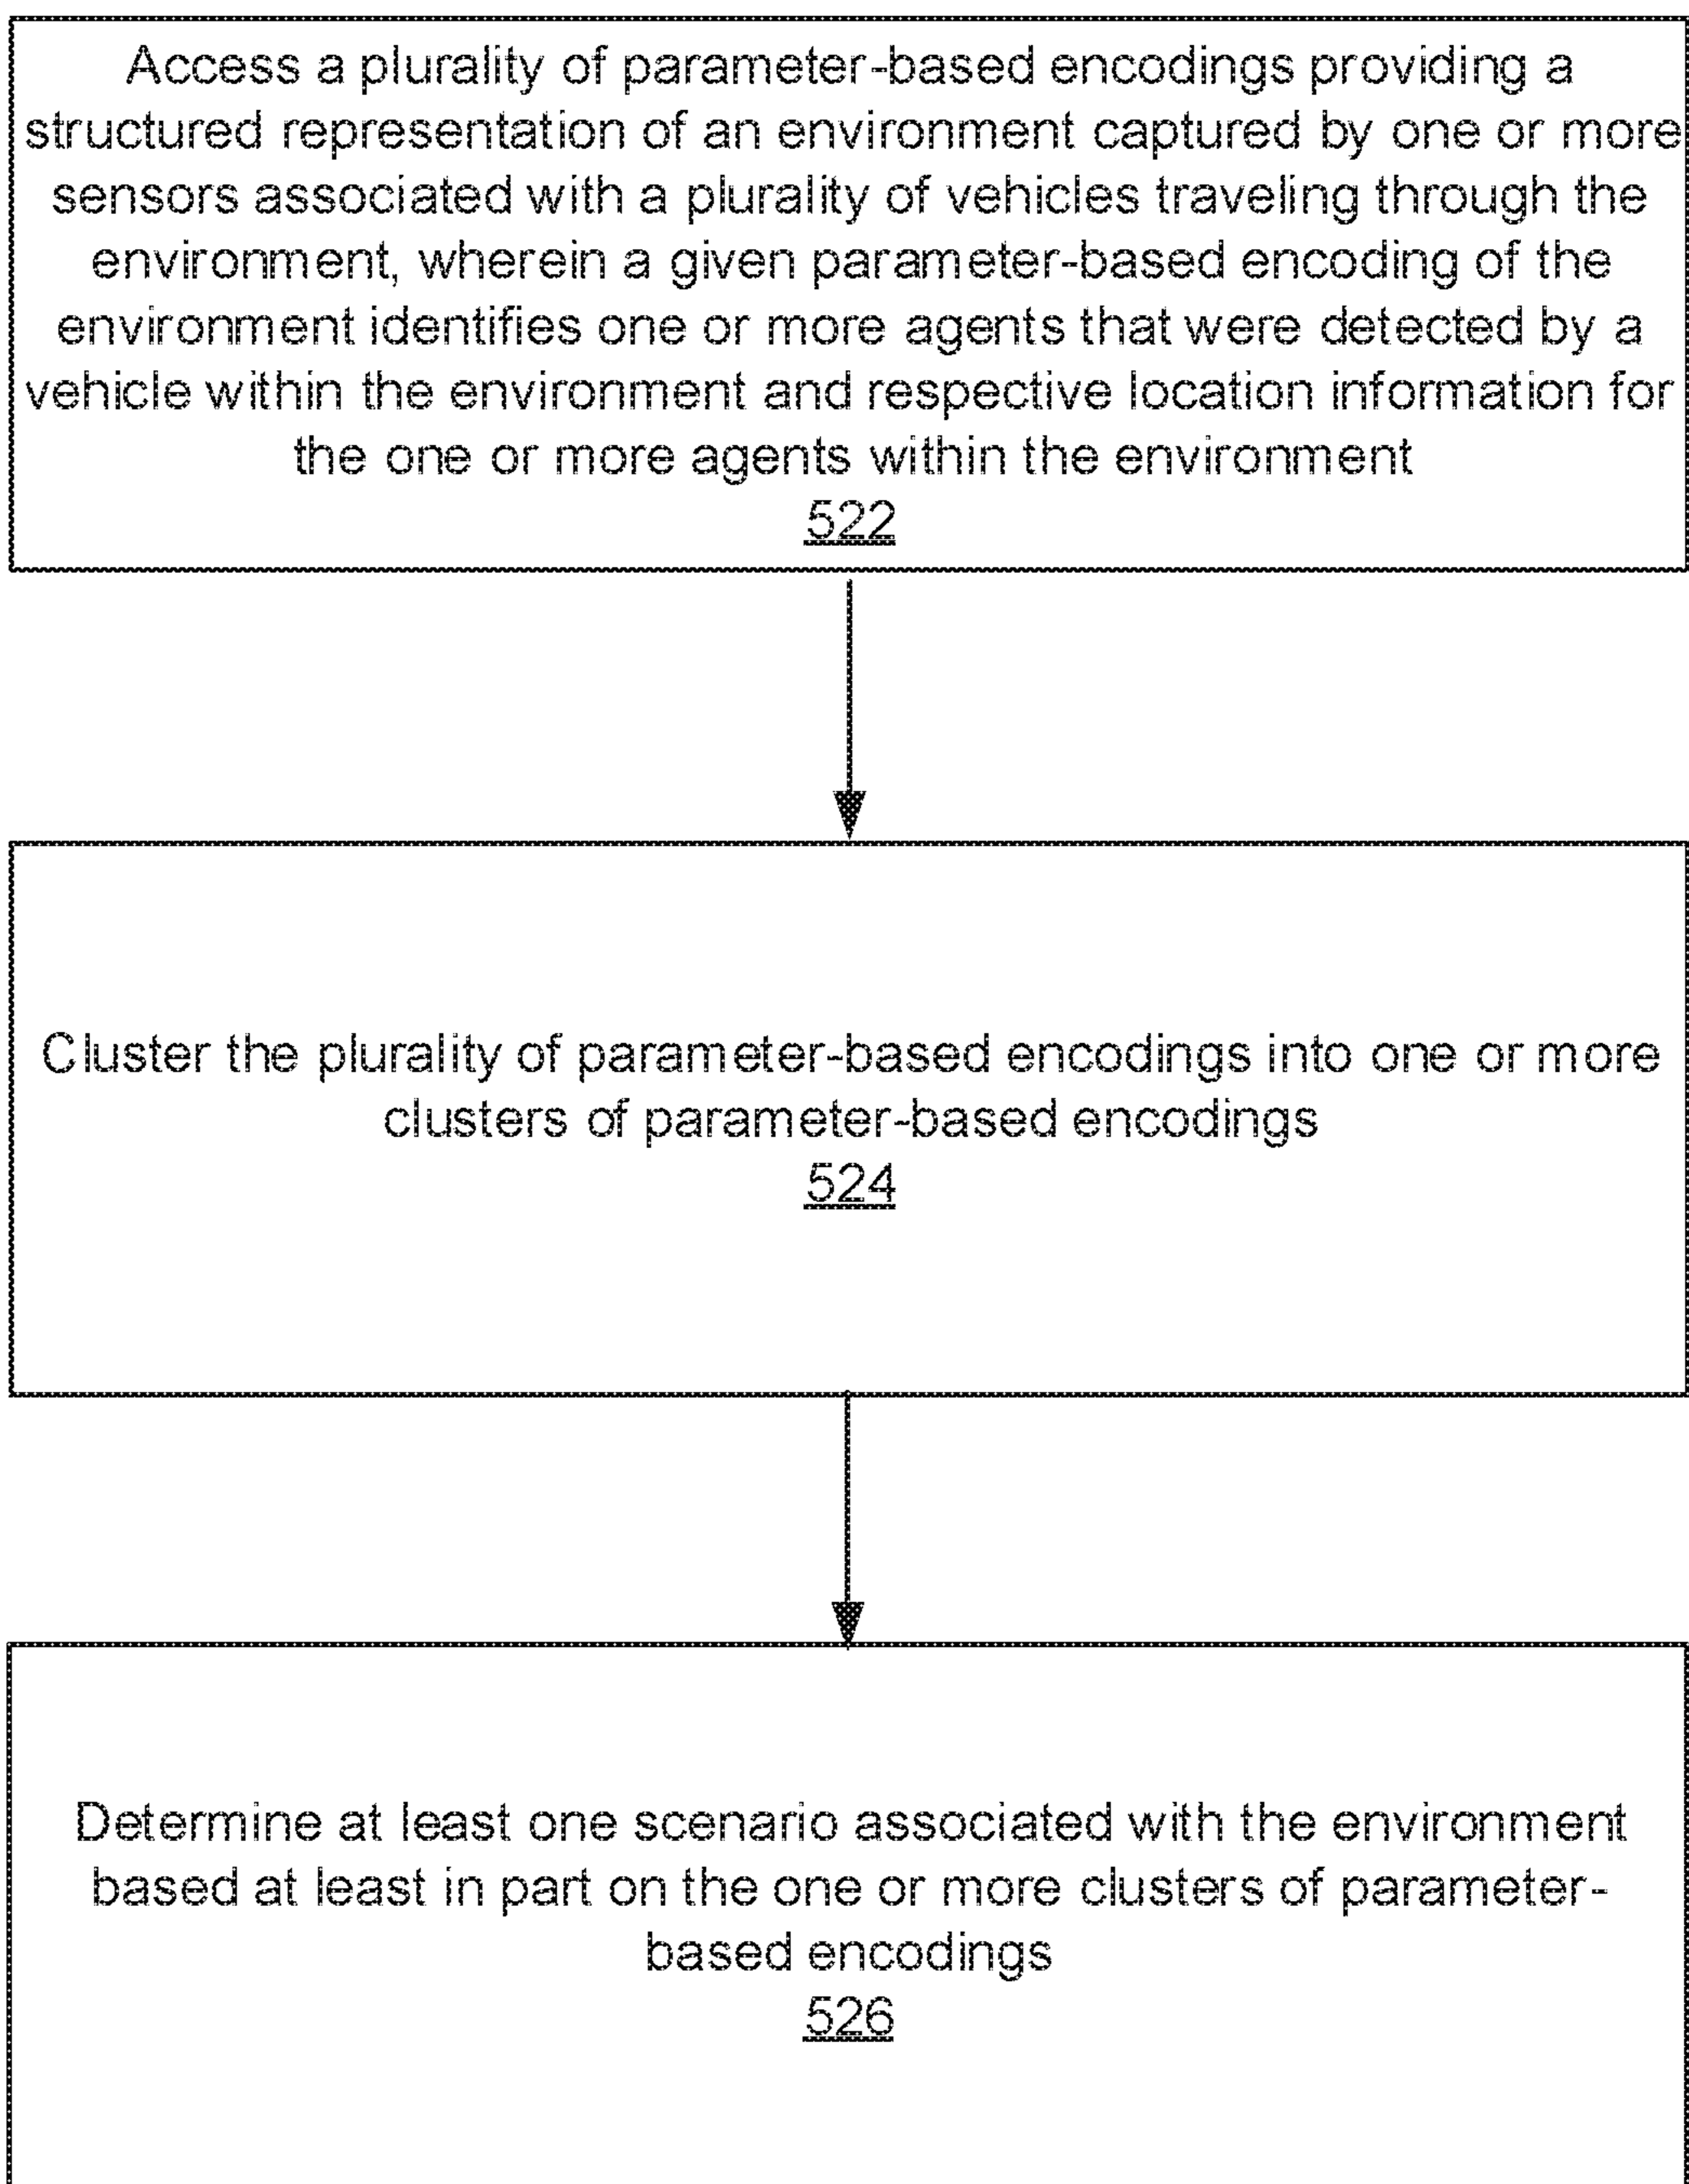 Access a plurality of parameter-based encodings providing a
structured representation of an environment captured by one or more
sensors associated with a plurality of vehicles traveling through the
environment, wherein a given parameter-based encoding of the
environment identifies one or more agents that were detected by a
vehicle within the environment and respective location information for
the one or more agents within the environment
522
Cluster the plurality of parameter-based encodings into one or more
clusters of parameter-based encodings
524
Determine at least one scenario associated with the environment
based at least in part on the one or more clusters of parameter-
based encodings
526